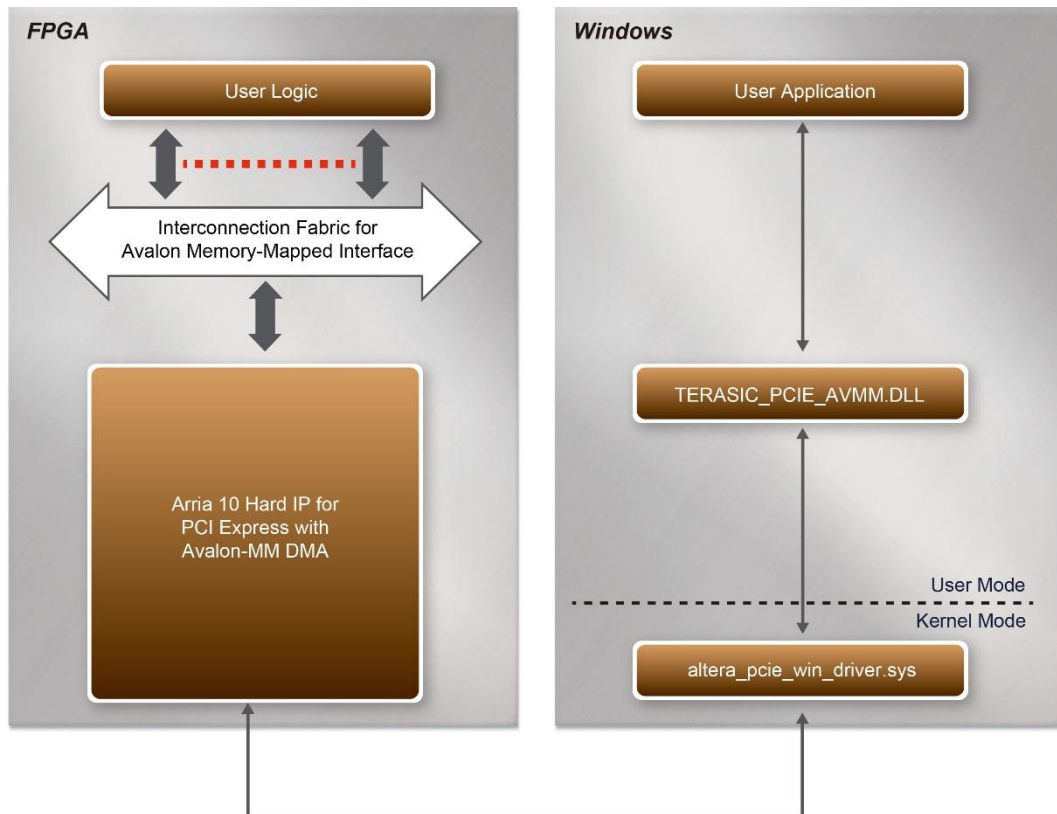 FPGA
User Logic
Interconnection Fabric for
Avalon Memory-Mapped Interface
Arria 10 Hard IP for
PCI Express with
Avalon-MM DMA
Windows
User Application
TERASIC_PCIE_AVMM.DLL
User Mode
Kernel Mode
altera_pcie_win_driver.sys